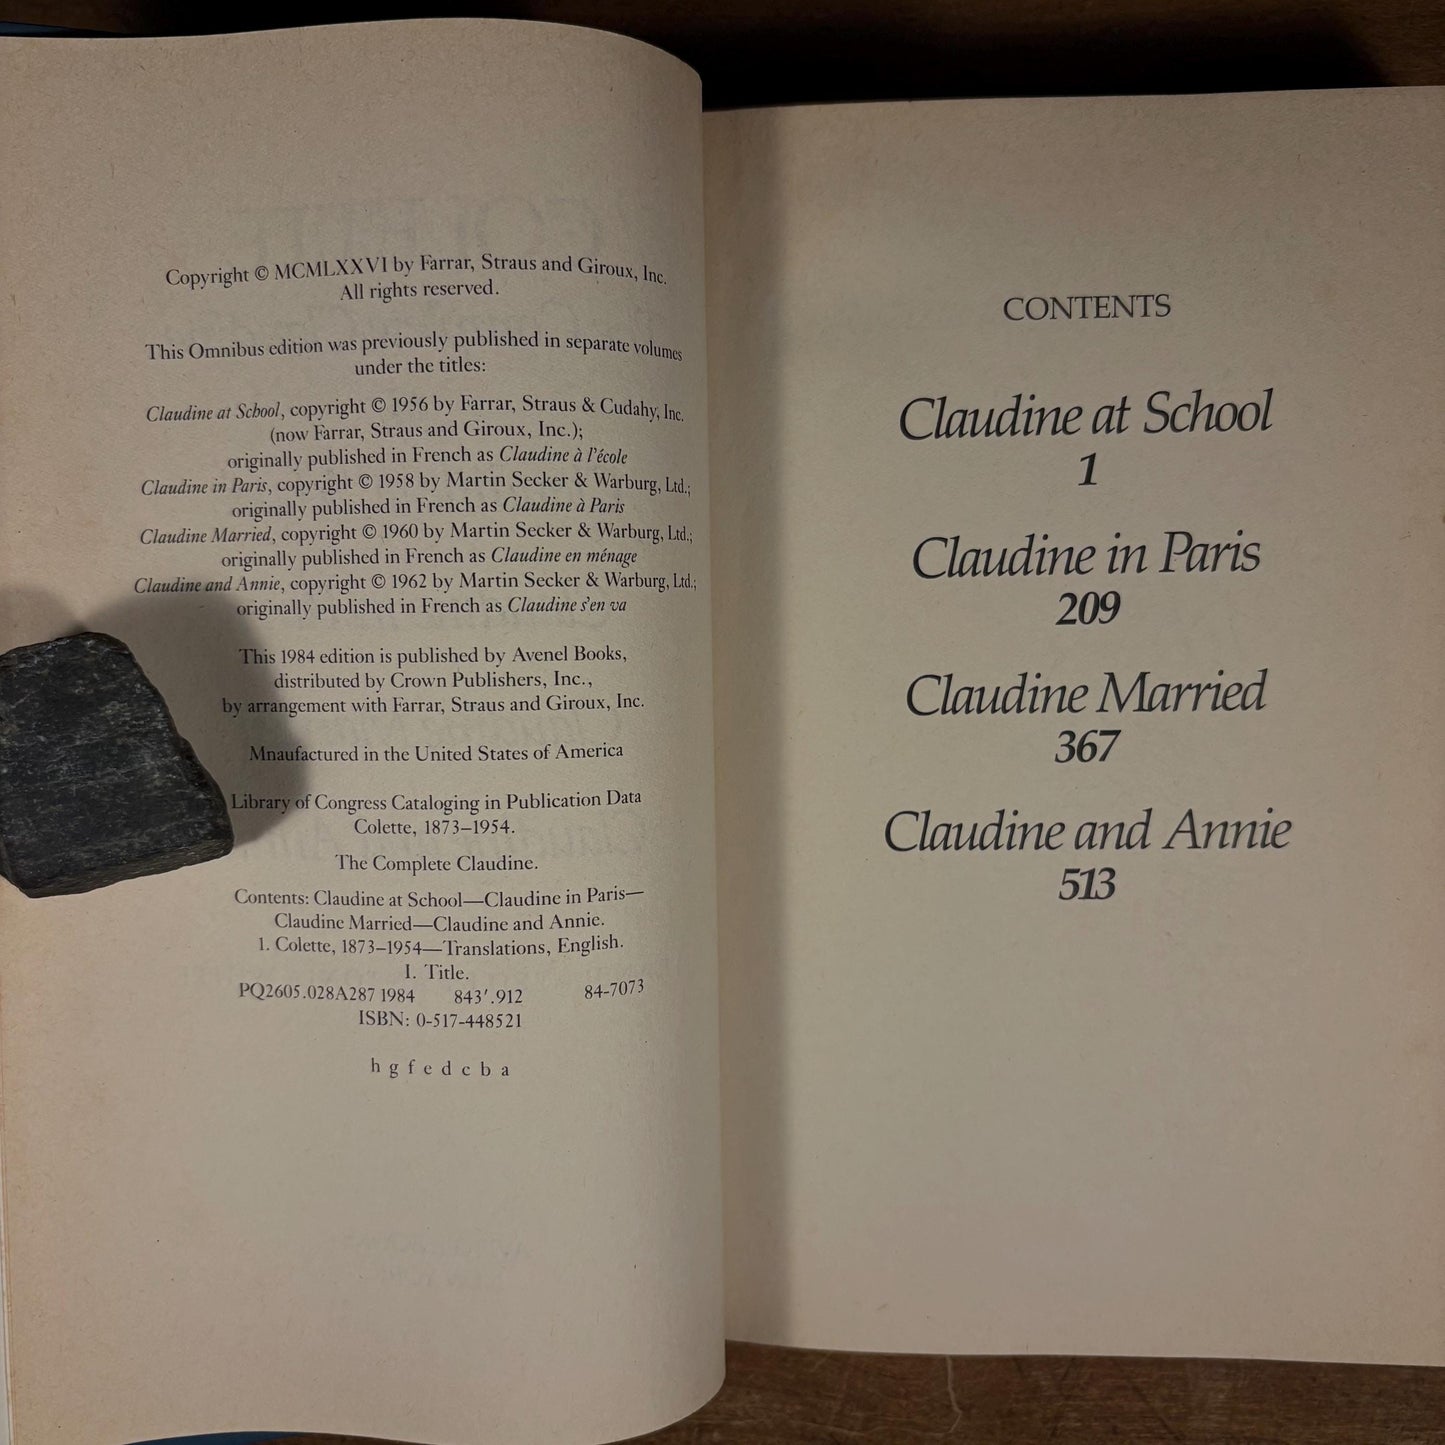 Copyright © MCMLXXVI by Farrar, Straus and Giroux, Inc.
All rights reserved.
This Omnibus edition was previously published in separate volumes
under the titles:
Claudine at School, copyright © 1956 by Farrar, Straus & Cudahy, Inc.
(now Farrar, Straus and Giroux, Inc.);
originally published in French as Claudine à l'école
Claudine in Paris, copyright © 1958 by Martin Secker & Warburg, Ltd.;
originally published in French as Claudine à Paris
Claudine Married, copyright © 1960 by Martin Secker & Warburg, Ltd.;
originally published in French as Claudine en ménage
Claudine and Annie, copyright © 1962 by Martin Secker & Warburg, Ltd.;
originally published in French as Claudine s'en va
This 1984 edition is published by Avenel Books,
distributed by Crown Publishers, Inc.,
by arrangement with Farrar, Straus and Giroux, Inc.
Mnaufactured in the United States of America
Library of Congress Cataloging in Publication Data
Colette, 1873–1954.
The Complete Claudine.
Contents: Claudine at School—Claudine in Paris—
Claudine Married—Claudine and Annie.
1. Colette, 1873–1954—Translations, English.
I. Title.
PQ2605.028A287 1984 843′.912 84-7073
ISBN: 0-517-448521
h g f e d c b a
CONTENTS
Claudine at School
1
Claudine in Paris
209
Claudine Married
367
Claudine and Annie
513